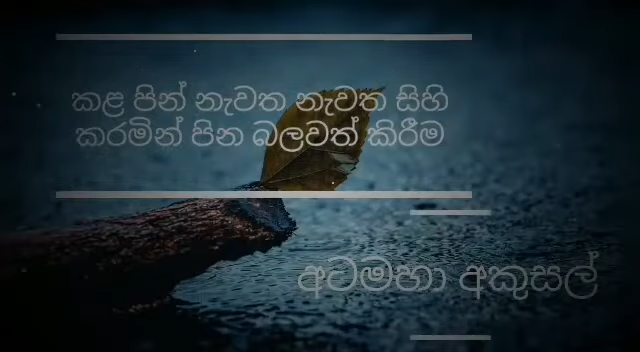 කළ පින් නැවත නැවත සිහි
කරමින් පින බලවත් කිරීම
අටමහා අකුසල්